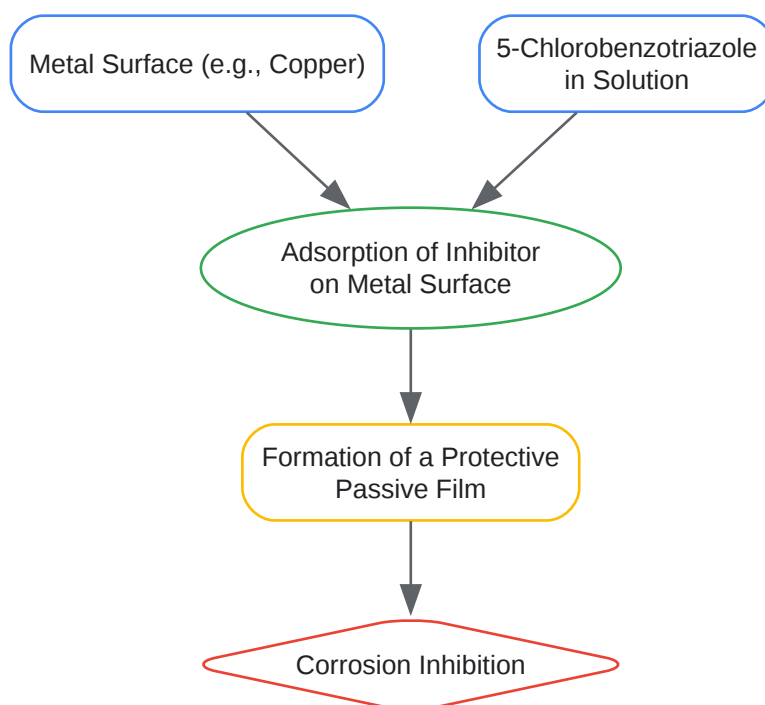 Metal Surface (e.g., Copper)
5-Chlorobenzotriazole
in Solution
Adsorption of Inhibitor
on Metal Surface
Formation of a Protective
Passive Film
Corrosion Inhibition